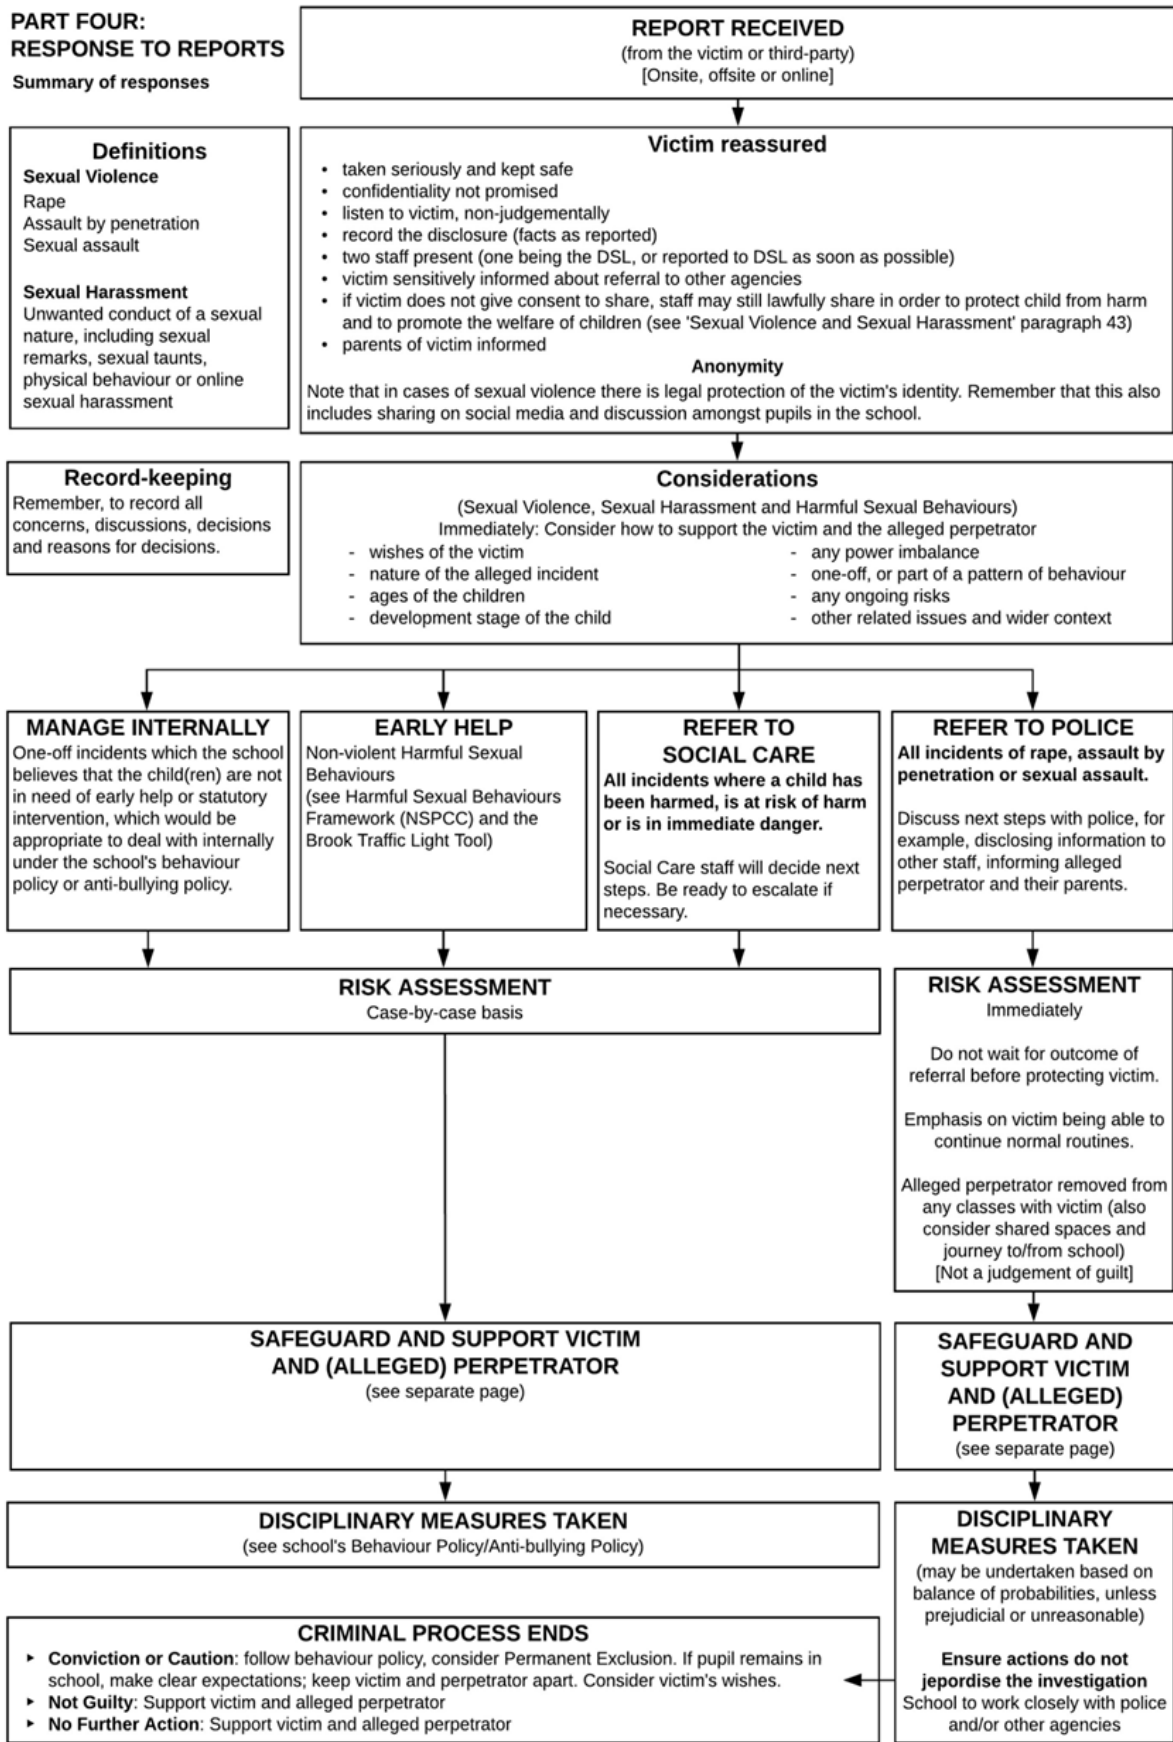 PART FOUR:
RESPONSE TO REPORTS
Summary of responses
REPORT RECEIVED
(from the victim or third-party)
[Onsite, offsite or online]
Definitions
Sexual Violence
Rape
Assault by penetration
Sexual assault
Sexual Harassment
Unwanted conduct of a sexual
nature, including sexual
remarks, sexual taunts,
physical behaviour or online
sexual harassment
Victim reassured
• taken seriously and kept safe
• confidentiality not promised
• listen to victim, non-judgementally
• record the disclosure (facts as reported)
• two staff present (one being the DSL, or reported to DSL as soon as possible)
• victim sensitively informed about referral to other agencies
• if victim does not give consent to share, staff may still lawfully share in order to protect child from harm
and to promote the welfare of children (see 'Sexual Violence and Sexual Harassment' paragraph 43)
• parents of victim informed
Anonymity
Note that in cases of sexual violence there is legal protection of the victim's identity. Remember that this also
includes sharing on social media and discussion amongst pupils in the school.
Record-keeping
Remember, to record all
concerns, discussions, decisions
and reasons for decisions.
Considerations
(Sexual Violence, Sexual Harassment and Harmful Sexual Behaviours)
Immediately: Consider how to support the victim and the alleged perpetrator
- wishes of the victim
- nature of the alleged incident
- ages of the children
- development stage of the child
- any power imbalance
- one-off, or part of a pattern of behaviour
- any ongoing risks
- other related issues and wider context
MANAGE INTERNALLY
One-off incidents which the school
believes that the child(ren) are not
in need of early help or statutory
intervention, which would be
appropriate to deal with internally
under the school's behaviour
policy or anti-bullying policy.
EARLY HELP
Non-violent Harmful Sexual
Behaviours
(see Harmful Sexual Behaviours
Framework (NSPCC) and the
Brook Traffic Light Tool)
REFER TO
SOCIAL CARE
All incidents where a child has
been harmed, is at risk of harm
or is in immediate danger.
Social Care staff will decide next
steps. Be ready to escalate if
necessary.
REFER TO POLICE
All incidents of rape, assault by
penetration or sexual assault.
Discuss next steps with police, for
example, disclosing information to
other staff, informing alleged
perpetrator and their parents.
RISK ASSESSMENT
Case-by-case basis
RISK ASSESSMENT
Immediately
Do not wait for outcome of
referral before protecting victim.
Emphasis on victim being able to
continue normal routines.
Alleged perpetrator removed from
any classes with victim (also
consider shared spaces and
journey to/from school)
[Not a judgement of guilt]
SAFEGUARD AND SUPPORT VICTIM
AND (ALLEGED) PERPETRATOR
(see separate page)
SAFEGUARD AND
SUPPORT VICTIM
AND (ALLEGED)
PERPETRATOR
(see separate page)
DISCIPLINARY MEASURES TAKEN
(see school's Behaviour Policy/Anti-bullying Policy)
DISCIPLINARY
MEASURES TAKEN
(may be undertaken based on
balance of probabilities, unless
prejudicial or unreasonable)
Ensure actions do not
jepordise the investigation
School to work closely with police
and/or other agencies
CRIMINAL PROCESS ENDS
▸ Conviction or Caution: follow behaviour policy, consider Permanent Exclusion. If pupil remains in
school, make clear expectations; keep victim and perpetrator apart. Consider victim's wishes.
▸ Not Guilty: Support victim and alleged perpetrator
▸ No Further Action: Support victim and alleged perpetrator